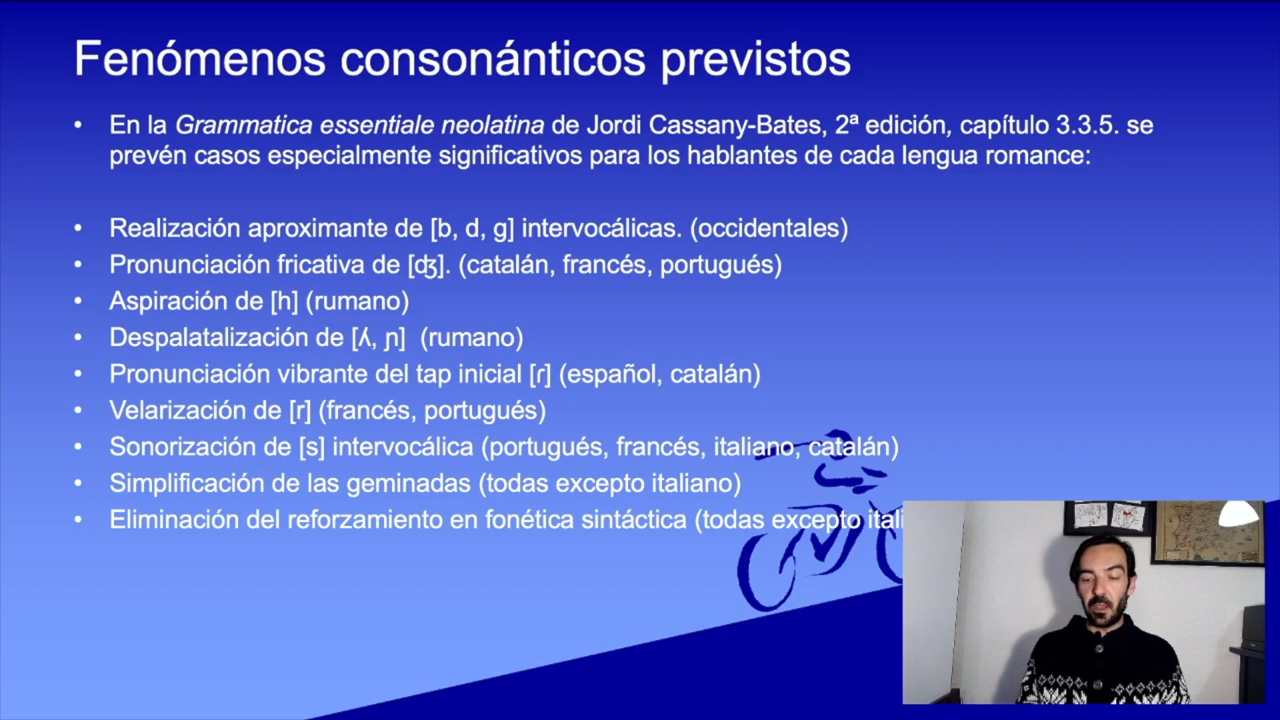 Fenómenos consonánticos previstos
• En la Grammatica essentiale neolatina de Jordi Cassany-Bates, 2ª edición, capítulo 3.3.5. se
prevén casos especialmente significativos para los hablantes de cada lengua romance:
• Realización aproximante de [b, d, g] intervocálicas. (occidentales)
• Pronunciación fricativa de [ʤ]. (catalán, francés, portugués)
• Aspiración de [h] (rumano)
• Despalatalización de [ʎ, ɲ] (rumano)
• Pronunciación vibrante del tap inicial [ɾ] (español, catalán)
• Velarización de [r] (francés, portugués)
• Sonorización de [s] intervocálica (portugués, francés, italiano, catalán)
• Simplificación de las geminadas (todas excepto italiano)
• Eliminación del reforzamiento en fonética sintáctica (todas excepto itali